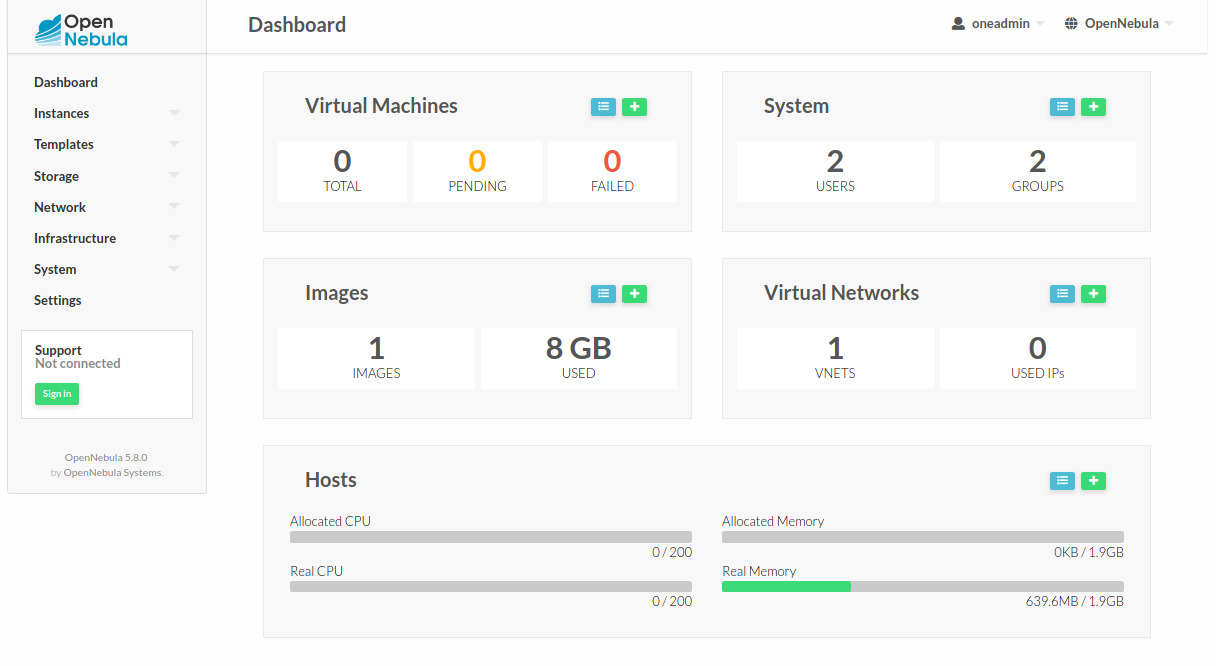 Open
Nebula
Dashboard
oneadmin
OpenNebula
Dashboard
Instances
Templates
Storage
Network
Infrastructure
System
Settings
Support
Not connected
Sign in
OpenNebula 5.8.0
by OpenNebula Systems.
Virtual Machines
0
TOTAL
0
PENDING
0
FAILED
System
2
USERS
2
GROUPS
Images
1
IMAGES
8 GB
USED
Virtual Networks
1
VNETS
0
USED IPs
Hosts
Allocated CPU
0 / 200
Real CPU
0 / 200
Allocated Memory
0KB / 1.9GB
Real Memory
639.6MB / 1.9GB